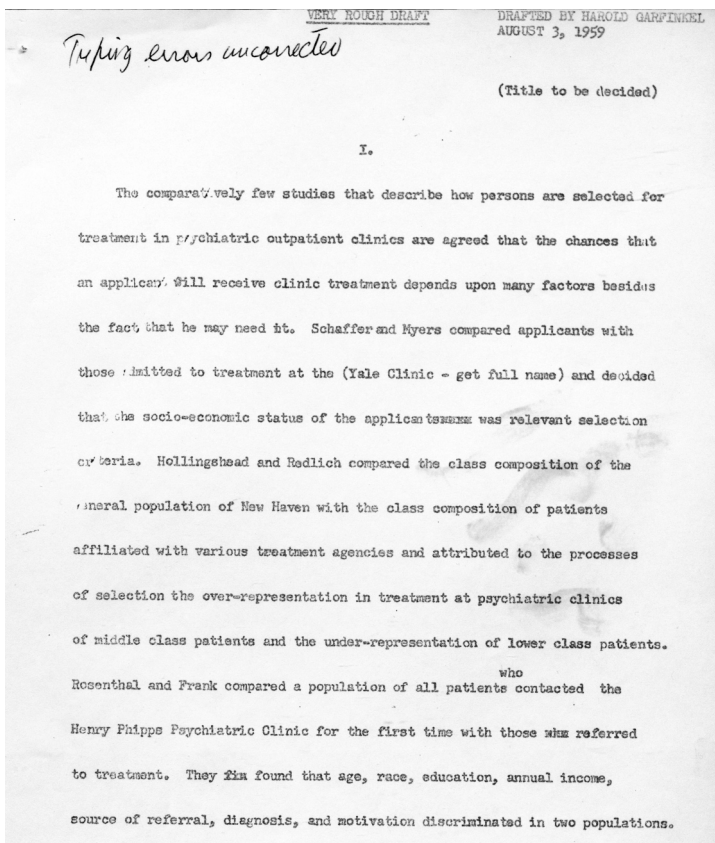 VERY ROUGH DRAFT
DRAFTED BY HAROLD GARFINKEL
AUGUST 3, 1959
Typing errors uncorrected
(Title to be decided)
I.
The comparatively few studies that describe how persons are selected for
treatment in psychiatric outpatient clinics are agreed that the chances that
an applicant will receive clinic treatment depends upon many factors besides
the fact that he may need it. Schaffer and Myers compared applicants with
those admitted to treatment at the (Yale Clinic - get full name) and decided
that the socio-economic status of the applicants was relevant selection
criteria. Hollingshead and Redlich compared the class composition of the
general population of New Haven with the class composition of patients
affiliated with various treatment agencies and attributed to the processes
of selection the over-representation in treatment at psychiatric clinics
of middle class patients and the under-representation of lower class patients.
who
Rosenthal and Frank compared a population of all patients contacted the
Henry Phipps Psychiatric Clinic for the first time with those referred
to treatment. They found that age, race, education, annual income,
source of referral, diagnosis, and motivation discriminated in two populations.